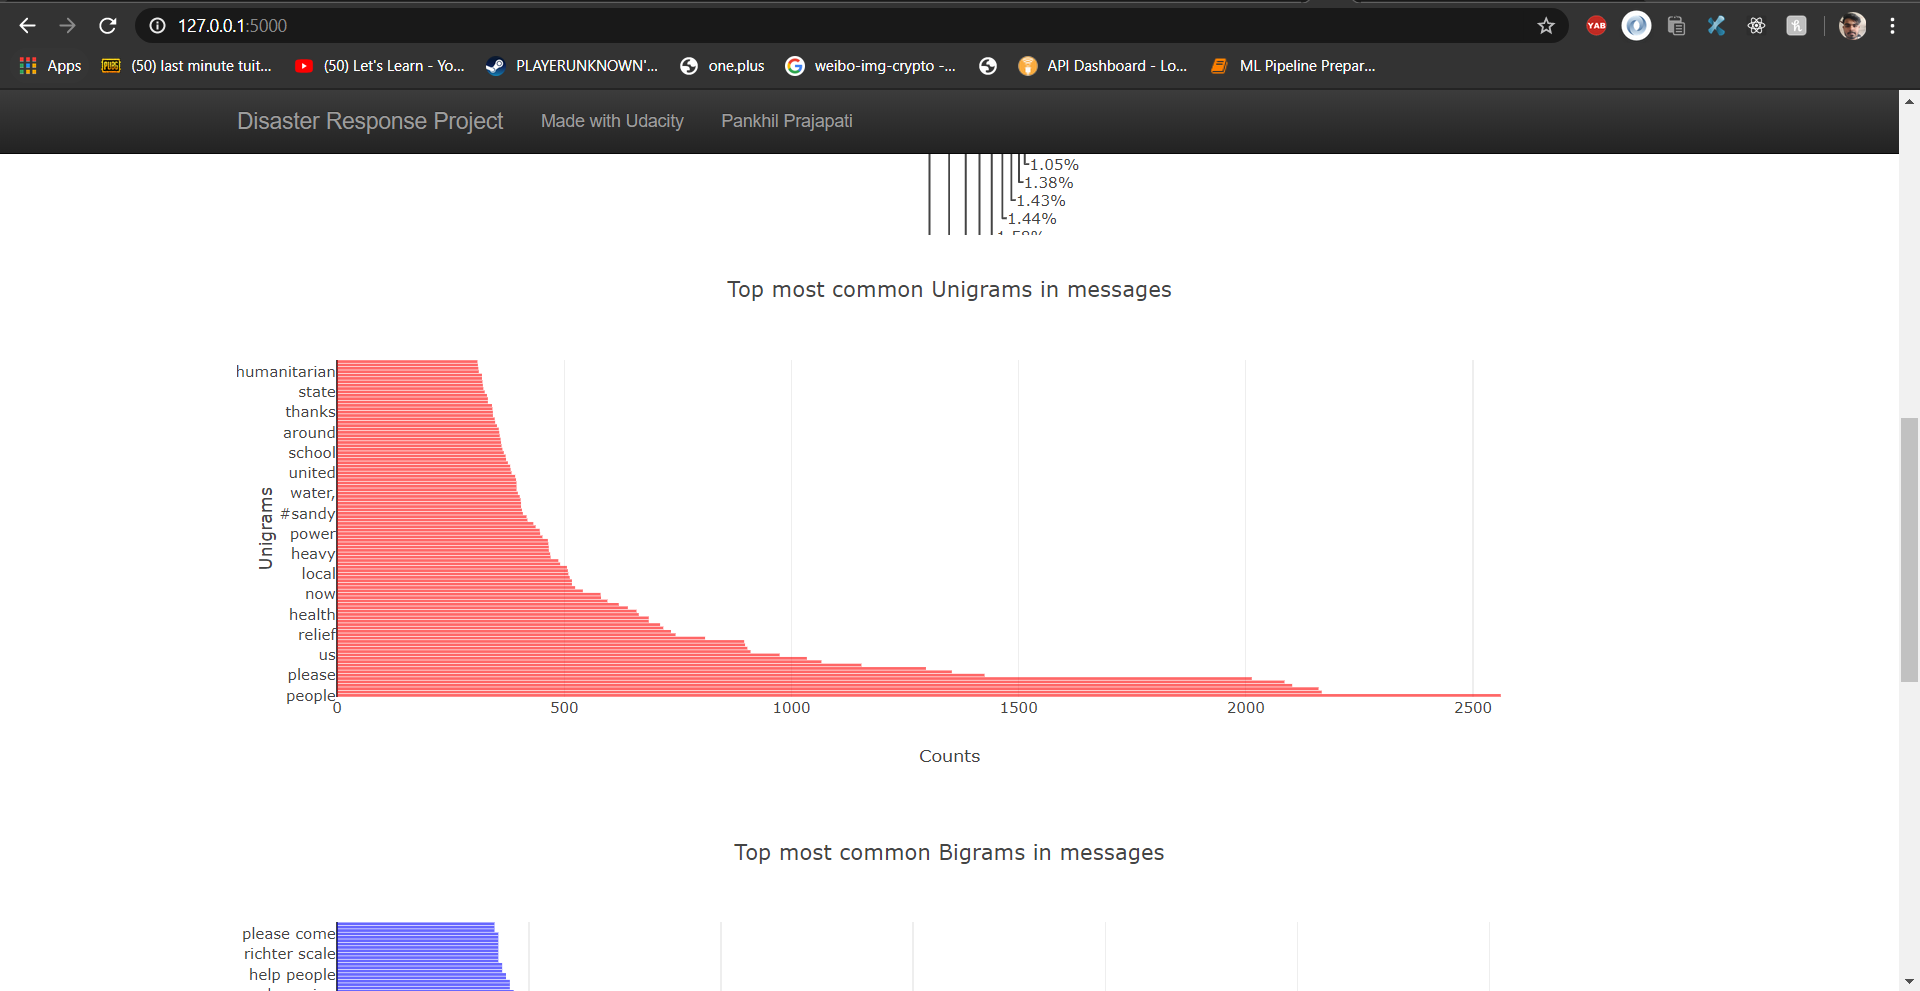 127.0.0.1:5000
YAB
Apps
(50) last minute tuit...
(50) Let's Learn - Yo...
PLAYERUNKNOWN'...
one.plus
weibo-img-crypto -...
API Dashboard - Lo...
ML Pipeline Prepar...
Disaster Response Project
Made with Udacity
Pankhil Prajapati
1.05%
1.38%
1.43%
1.44%
Top most common Unigrams in messages
Unigrams
humanitarian
state
thanks
around
school
united
water,
#sandy
power
heavy
local
now
health
relief
us
please
people
0 500 1000 1500 2000 2500
Counts
Top most common Bigrams in messages
please come
richter scale
help people